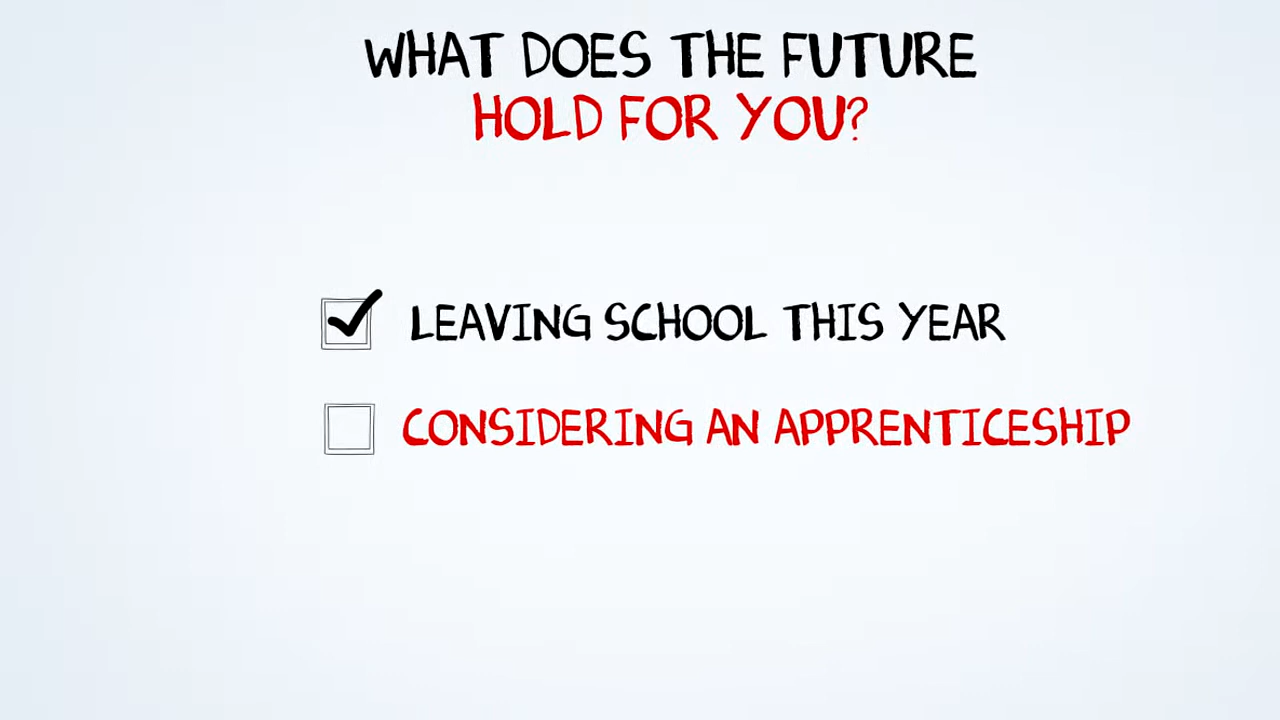 WHAT DOES THE FUTURE
HOLD FOR YOU?
LEAVING SCHOOL THIS YEAR
CONSIDERING AN APPRENTICESHIP